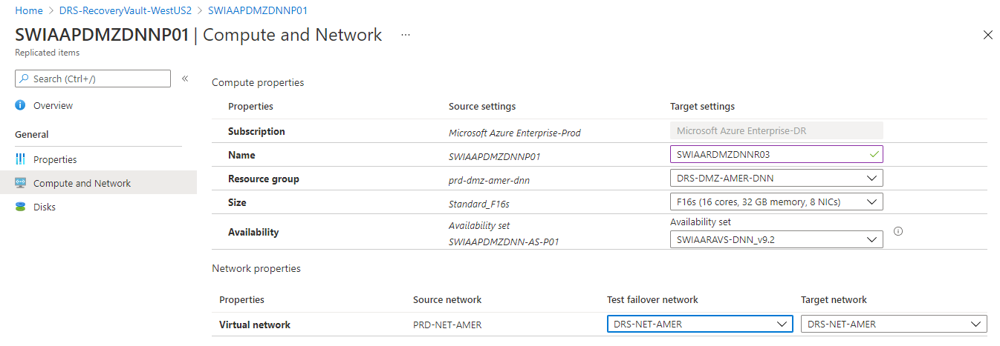 Home > DRS-RecoveryVault-WestUS2 > SWIAAPDMZDNNP01
SWIAAPDMZDNNP01 | Compute and Network ...
Replicated items
Search (Ctrl+/)
Overview
General
Properties
Compute and Network
Disks
Compute properties
Properties Source settings Target settings
Subscription Microsoft Azure Enterprise-Prod Microsoft Azure Enterprise-DR
Name SWIAAPDMZDNNP01 SWIAARDMZDNNR03
Resource group prd-dmz-amer-dnn DRS-DMZ-AMER-DNN
Size Standard_F16s F16s (16 cores, 32 GB memory, 8 NICs)
Availability Availability set Availability set
SWIAAPDMZDNN-AS-P01 SWIAARAVS-DNN_v9.2
Network properties
Properties Source network Test failover network Target network
Virtual network PRD-NET-AMER DRS-NET-AMER DRS-NET-AMER